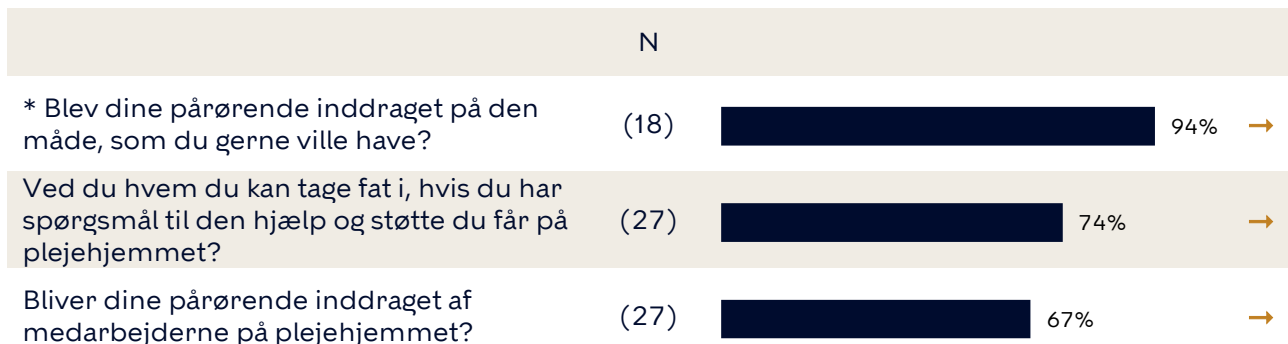 N
* Blev dine pårørende inddraget på den
måde, som du gerne ville have?
(18)
94%
→
Ved du hvem du kan tage fat i, hvis du har
spørgsmål til den hjælp og støtte du får på
plejehjemmet?
(27)
74%
→
Bliver dine pårørende inddraget af
medarbejderne på plejehjemmet?
(27)
67%
→